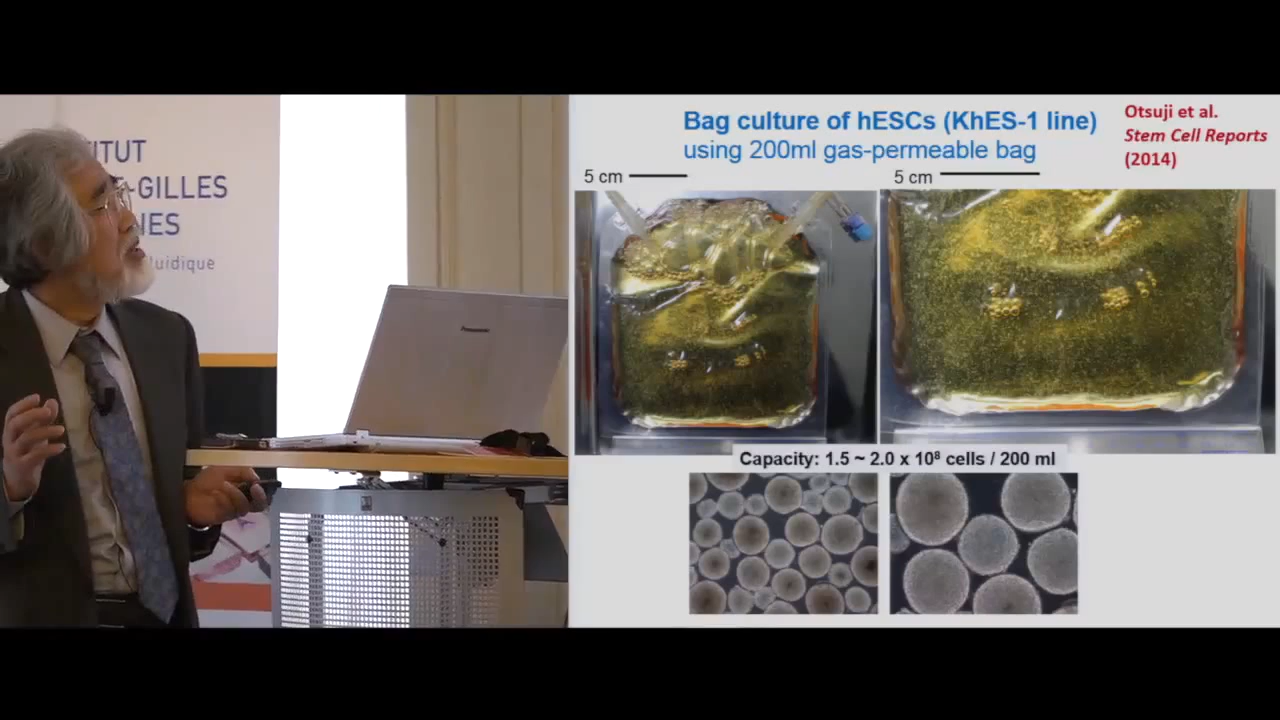 TITUT
-GILLES
NES
luidique
Panasonic
Bag culture of hESCs (KhES-1 line)
using 200ml gas-permeable bag
Otsuji et al.
Stem Cell Reports
(2014)
5 cm
5 cm
Capacity: 1.5 ~ 2.0 x 10⁸ cells / 200 ml